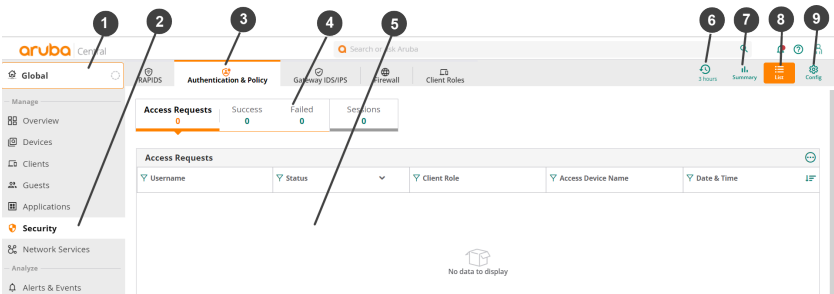 1 2 3 4 5 6 7 8 9
aruba Central
Search or ask Aruba
Global
RAPIDS Authentication & Policy Gateway IDS/IPS Firewall Client Roles
3 hours Summary List Config
Manage
Overview
Devices
Clients
Guests
Applications
Security
Network Services
Analyze
Alerts & Events
Access Requests Success Failed Sessions
0 0 0 0
Access Requests
Username Status Client Role Access Device Name Date & Time
No data to display